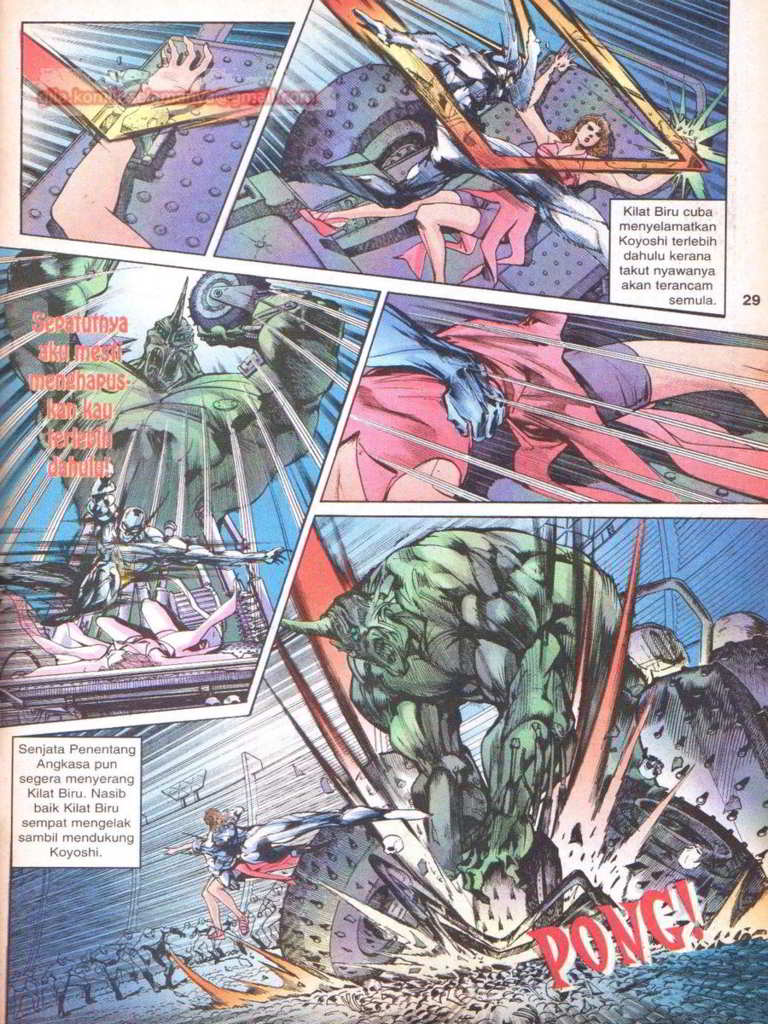 Kilat Biru cuba
menyelamatkan
Koyoshi terlebih
dahulu kerana
takut nyawanya
akan terancam
semula.
29
Sepatutnya
aku mesti
menghapus-
kan kau
terlebih
dahulu!
Senjata Penentang
Angkasa pun
segera menyerang
Kilat Biru. Nasib
baik Kilat Biru
sempat mengelak
sambil mendukung
Koyoshi.
PONG!